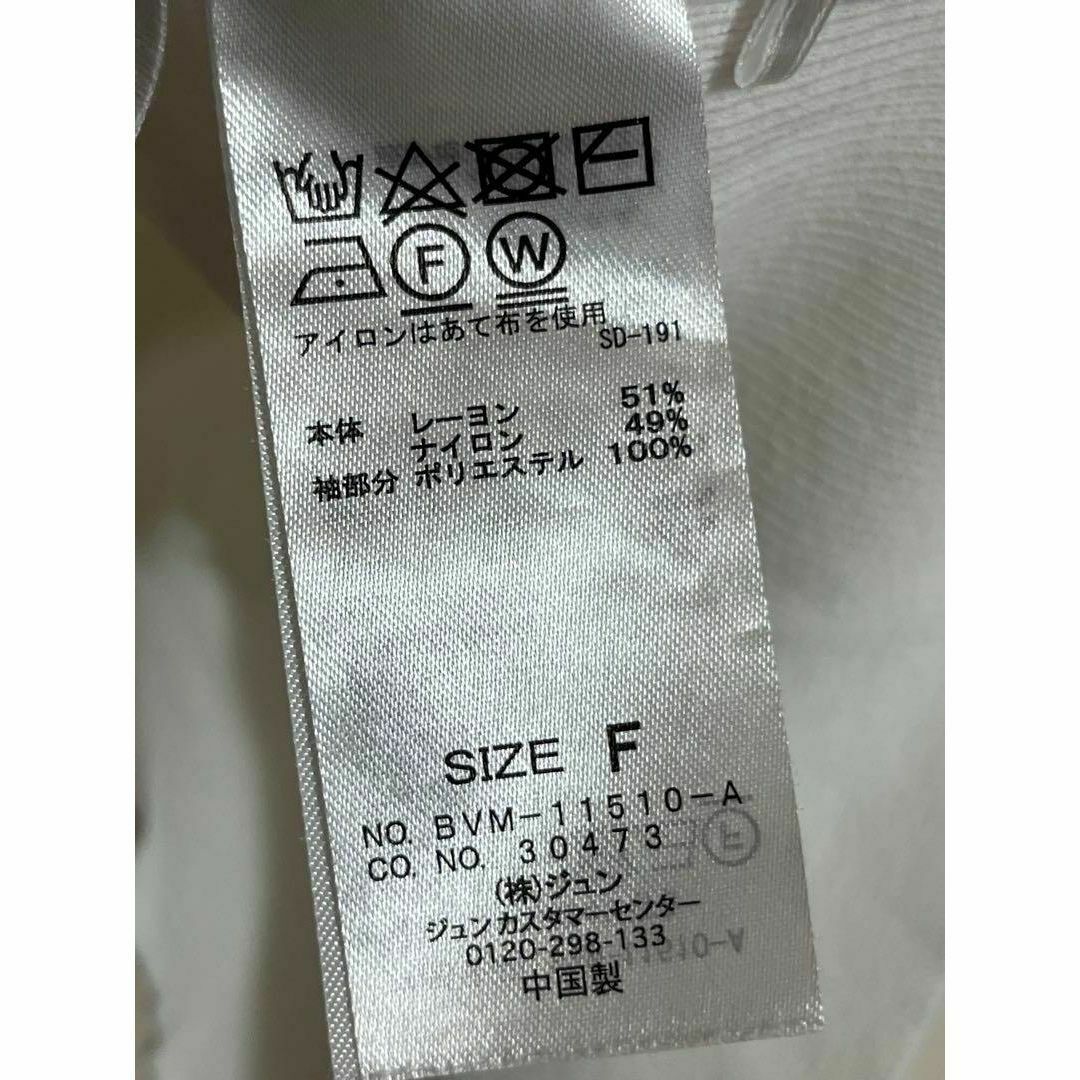 F W
アイロンはあて布を使用
SD-191
本体 レーヨン 51%
ナイロン 49%
袖部分 ポリエステル 100%
SIZE F
NO. BVM-11510-A
CO. NO. 30473
(株)ジュン
ジュンカスタマーセンター
0120-298-133
中国製